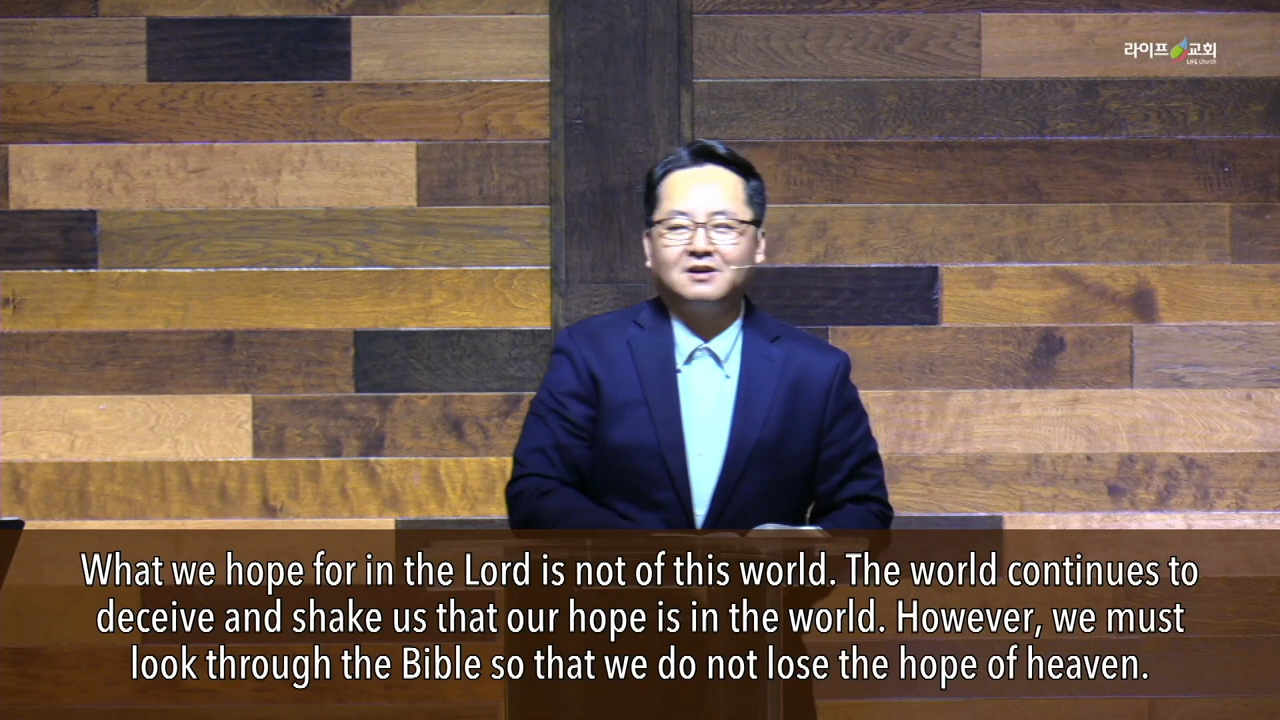 라이프 교회
LIFE Church
What we hope for in the Lord is not of this world. The world continues to
deceive and shake us that our hope is in the world. However, we must
look through the Bible so that we do not lose the hope of heaven.